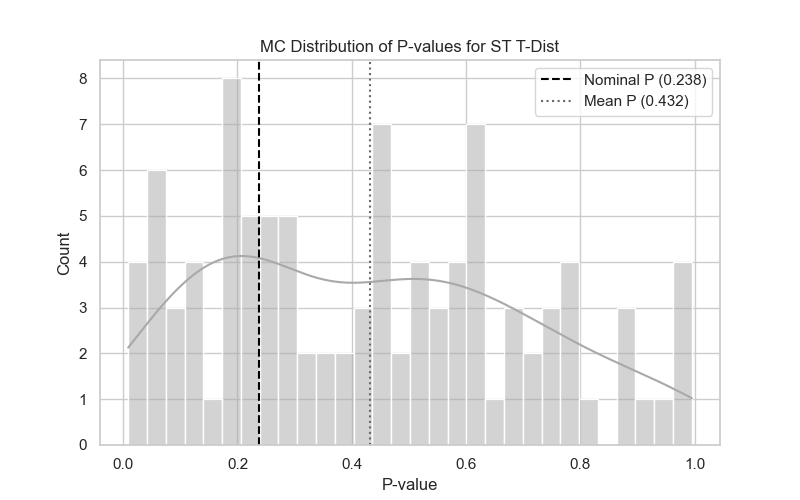 MC Distribution of P-values for ST T-Dist
Nominal P (0.238)
Mean P (0.432)
Count
8
7
6
5
4
3
2
1
0
0.0 0.2 0.4 0.6 0.8 1.0
P-value